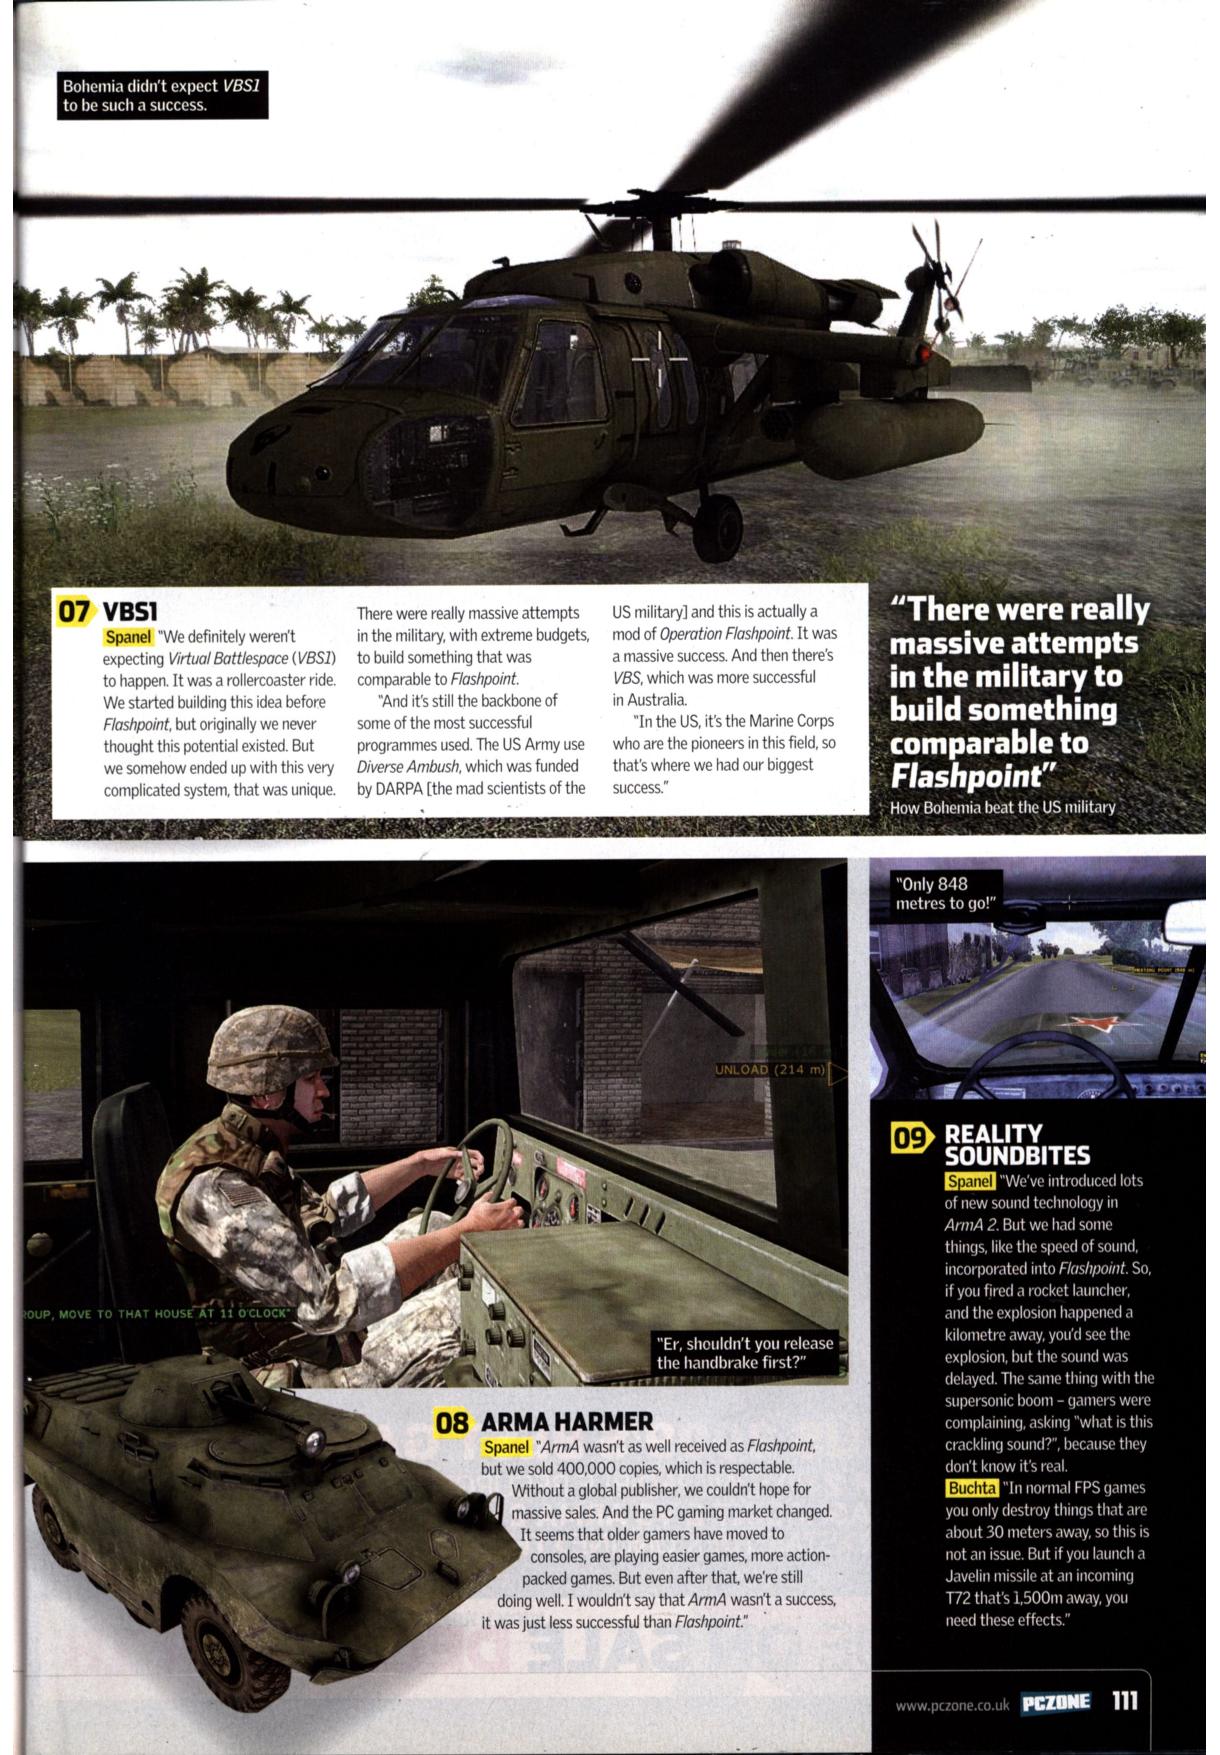 Bohemia didn't expect VBS1
to be such a success.
07 VBS1
Spanel "We definitely weren't
expecting Virtual Battlespace (VBS1)
to happen. It was a rollercoaster ride.
We started building this idea before
Flashpoint, but originally we never
thought this potential existed. But
we somehow ended up with this very
complicated system, that was unique.
There were really massive attempts
in the military, with extreme budgets,
to build something that was
comparable to Flashpoint.
"And it's still the backbone of
some of the most successful
programmes used. The US Army use
Diverse Ambush, which was funded
by DARPA [the mad scientists of the
US military] and this is actually a
mod of Operation Flashpoint. It was
a massive success. And then there's
VBS, which was more successful
in Australia.
"In the US, it's the Marine Corps
who are the pioneers in this field, so
that's where we had our biggest
success."
"There were really
massive attempts
in the military to
build something
comparable to
Flashpoint"
How Bohemia beat the US military
UNLOAD (214 m)
OUP, MOVE TO THAT HOUSE AT 11 O'CLOCK"
"Er, shouldn't you release
the handbrake first?"
08 ARMA HARMER
Spanel "ArmA wasn't as well received as Flashpoint,
but we sold 400,000 copies, which is respectable.
Without a global publisher, we couldn't hope for
massive sales. And the PC gaming market changed.
It seems that older gamers have moved to
consoles, are playing easier games, more action-
packed games. But even after that, we're still
doing well. I wouldn't say that ArmA wasn't a success,
it was just less successful than Flashpoint."
"Only 848
metres to go!"
09 REALITY
SOUNDBITES
Spanel "We've introduced lots
of new sound technology in
ArmA 2. But we had some
things, like the speed of sound,
incorporated into Flashpoint. So,
if you fired a rocket launcher,
and the explosion happened a
kilometre away, you'd see the
explosion, but the sound was
delayed. The same thing with the
supersonic boom – gamers were
complaining, asking "what is this
crackling sound?", because they
don't know it's real.
Buchta "In normal FPS games
you only destroy things that are
about 30 meters away, so this is
not an issue. But if you launch a
Javelin missile at an incoming
T72 that's 1,500m away, you
need these effects."
www.pczone.co.uk PCZONE 111